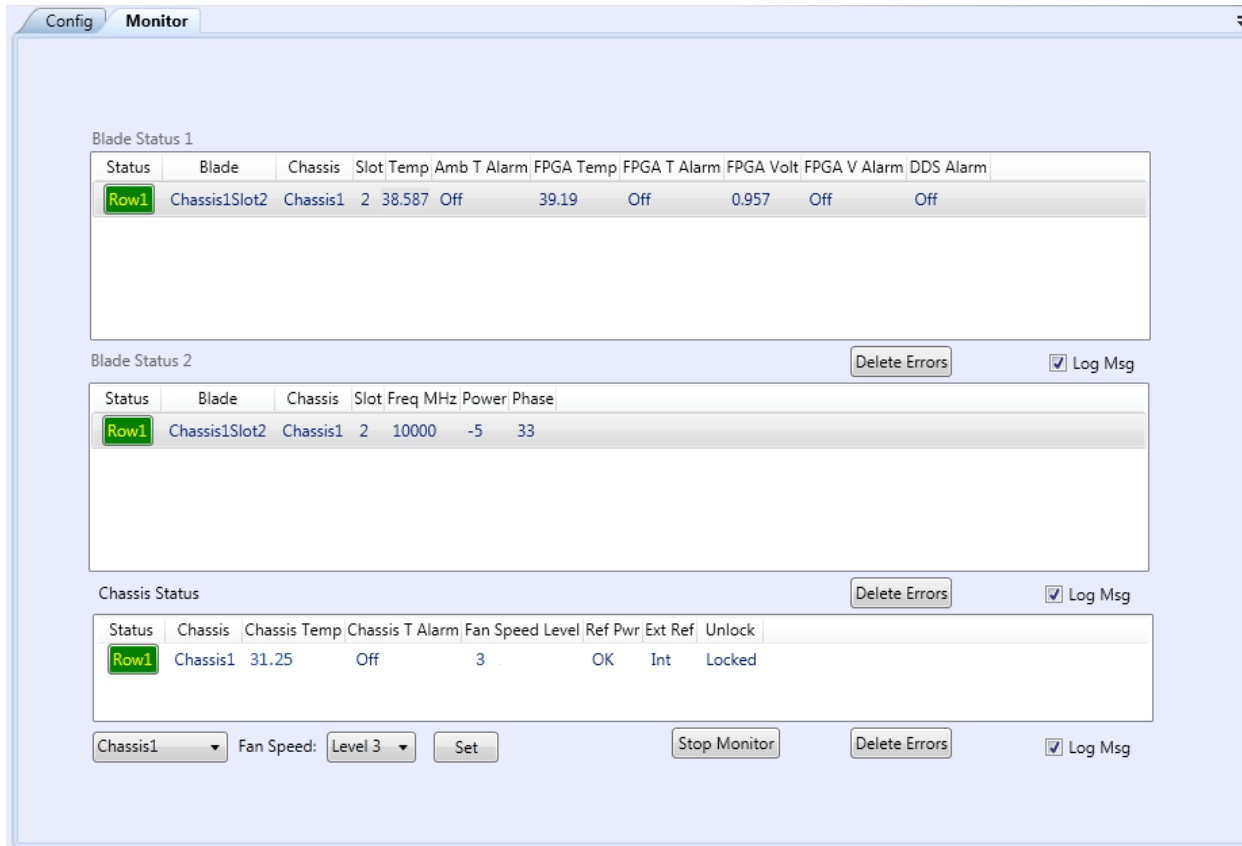 Config Monitor
Blade Status 1
Status Blade Chassis Slot Temp Amb T Alarm FPGA Temp FPGA T Alarm FPGA Volt FPGA V Alarm DDS Alarm
Row1 Chassis1Slot2 Chassis1 2 38.587 Off 39.19 Off 0.957 Off Off
Blade Status 2 Delete Errors Log Msg
Status Blade Chassis Slot Freq MHz Power Phase
Row1 Chassis1Slot2 Chassis1 2 10000 -5 33
Chassis Status Delete Errors Log Msg
Status Chassis Chassis Temp Chassis T Alarm Fan Speed Level Ref Pwr Ext Ref Unlock
Row1 Chassis1 31.25 Off 3 OK Int Locked
Chassis1 Fan Speed: Level 3 Set Stop Monitor Delete Errors Log Msg